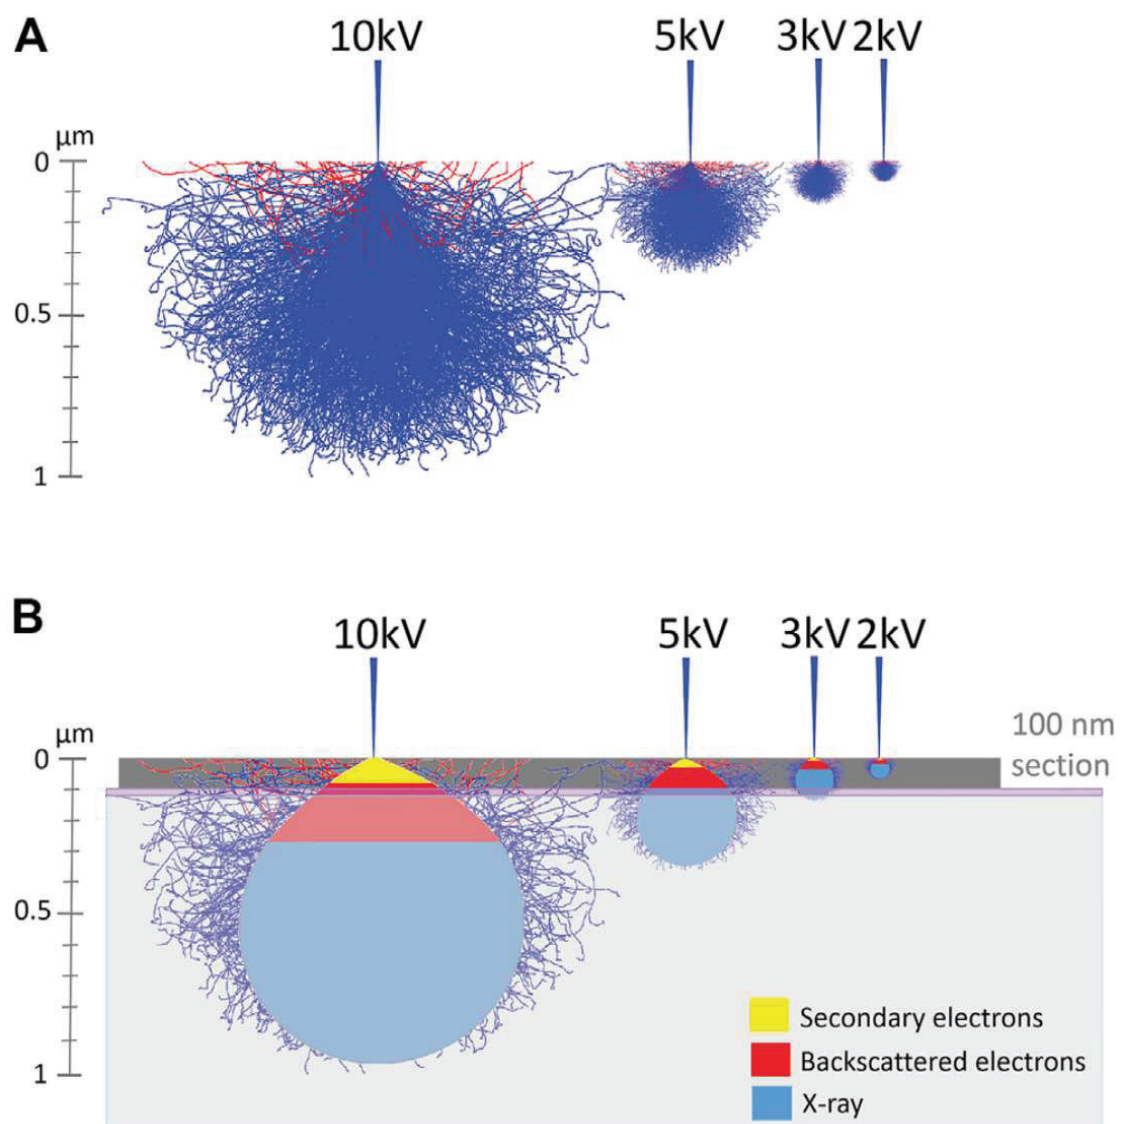 A
10kV 5kV 3kV 2kV
µm
0
0.5
1
B
10kV 5kV 3kV 2kV
100 nm
section
µm
0
0.5
1
Secondary electrons
Backscattered electrons
X-ray